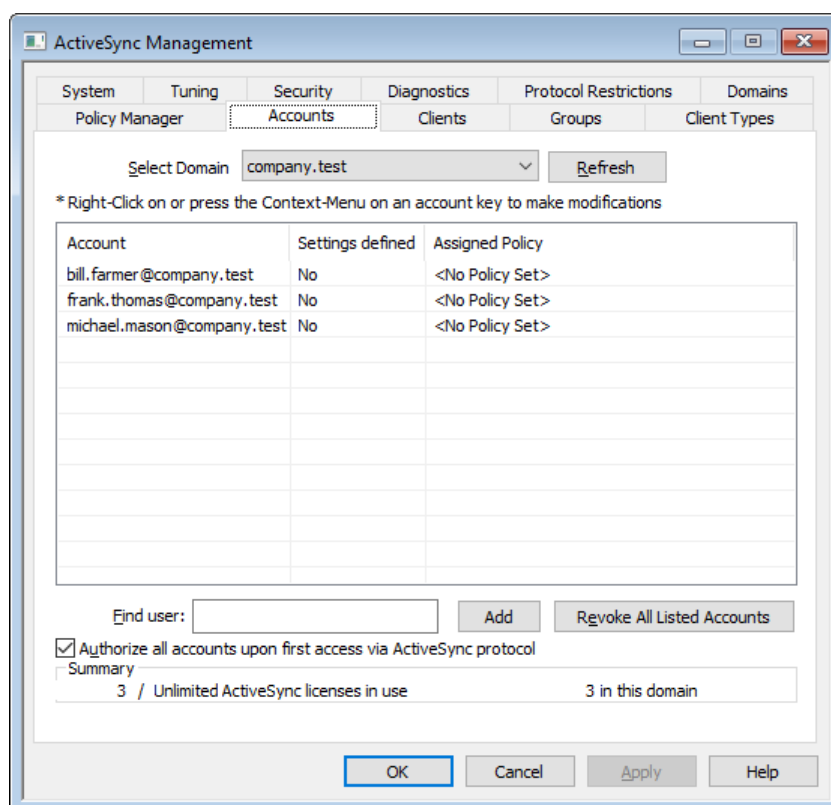 ActiveSync Management
System Tuning Security Diagnostics Protocol Restrictions Domains
Policy Manager Accounts Clients Groups Client Types
Select Domain company.test Refresh
* Right-Click on or press the Context-Menu on an account key to make modifications
Account Settings defined Assigned Policy
bill.farmer@company.test No <No Policy Set>
frank.thomas@company.test No <No Policy Set>
michael.mason@company.test No <No Policy Set>
Find user: Add Revoke All Listed Accounts
Authorize all accounts upon first access via ActiveSync protocol
Summary
3 / Unlimited ActiveSync licenses in use 3 in this domain
OK Cancel Apply Help